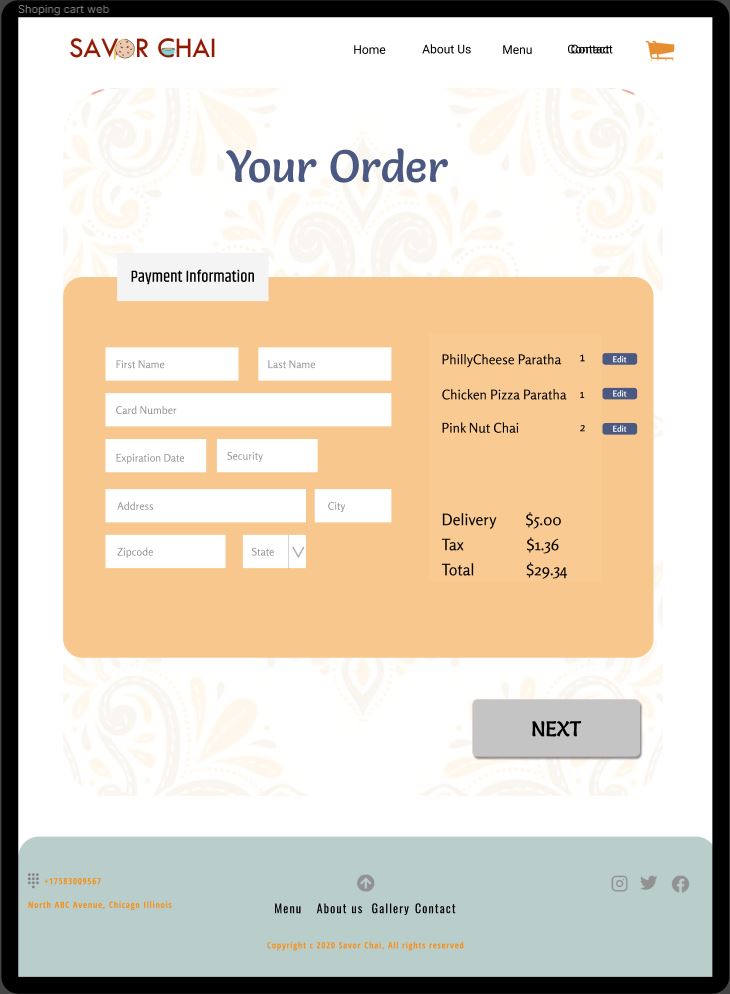 Shoping cart web
SAVOR CHAI
Home About Us Menu Contact
Your Order
Payment Information
First Name Last Name
Card Number
Expiration Date Security
Address City
Zipcode State
PhillyCheese Paratha 1 Edit
Chicken Pizza Paratha 1 Edit
Pink Nut Chai 2 Edit
Delivery $5.00
Tax $1.36
Total $29.34
NEXT
+17583009567
North ABC Avenue, Chicago Illinois
Menu About us Gallery Contact
Copyright c 2020 Savor Chai, All rights reserved